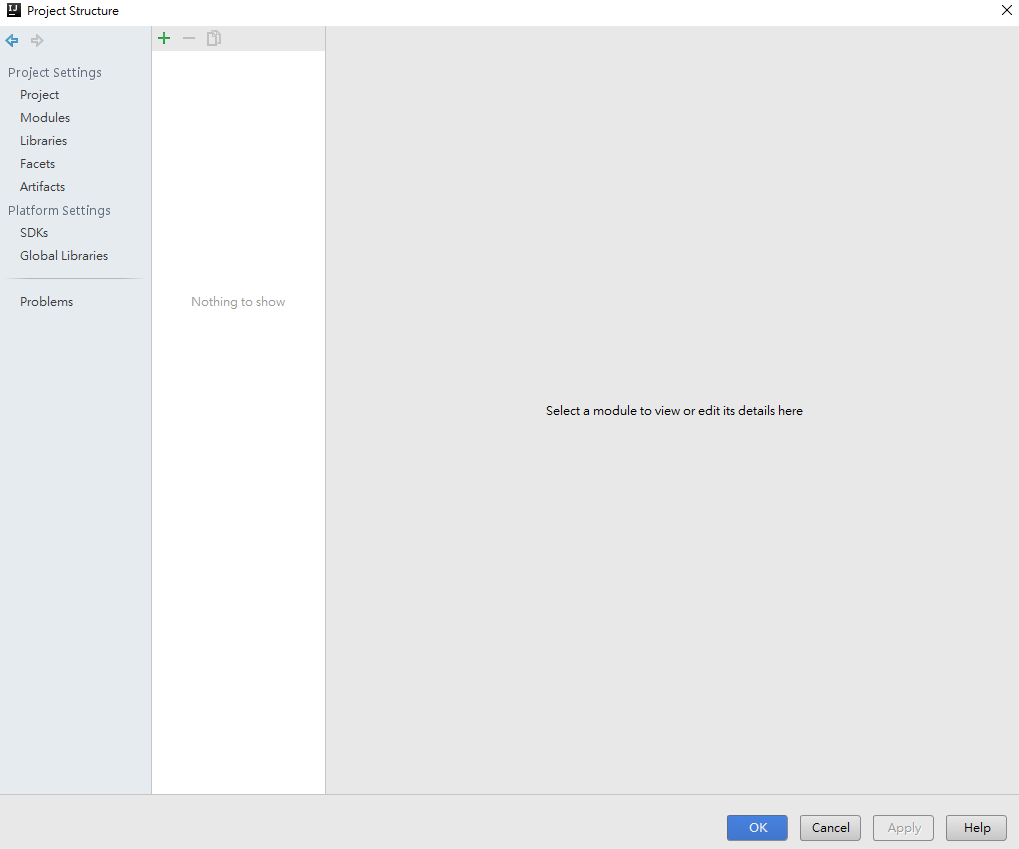 IJ
Project Structure
Project Settings
Project
Modules
Libraries
Facets
Artifacts
Platform Settings
SDKs
Global Libraries
Problems
Nothing to show
Select a module to view or edit its details here
OK
Cancel
Apply
Help